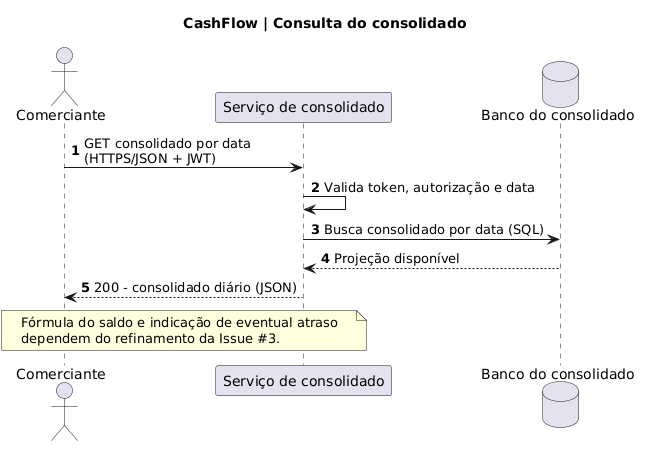 CashFlow | Consulta do consolidado
Comerciante
Serviço de consolidado
Banco do consolidado
1 GET consolidado por data
(HTTPS/JSON + JWT)
2 Valida token, autorização e data
3 Busca consolidado por data (SQL)
4 Projeção disponível
5 200 - consolidado diário (JSON)
Fórmula do saldo e indicação de eventual atraso
dependem do refinamento da Issue #3.
Comerciante
Serviço de consolidado
Banco do consolidado